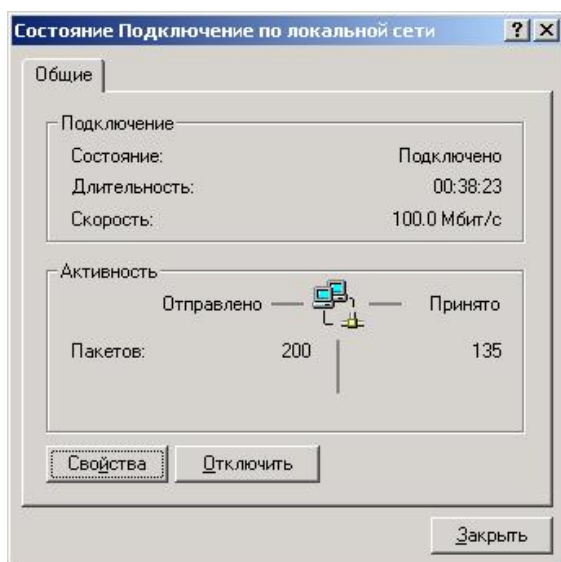 Состояние Подключение по локальной сети
Общие
Подключение
Состояние: Подключено
Длительность: 00:38:23
Скорость: 100.0 Мбит/с
Активность
Отправлено Принято
Пакетов: 200 135
Свойства Отключить
Закрыть